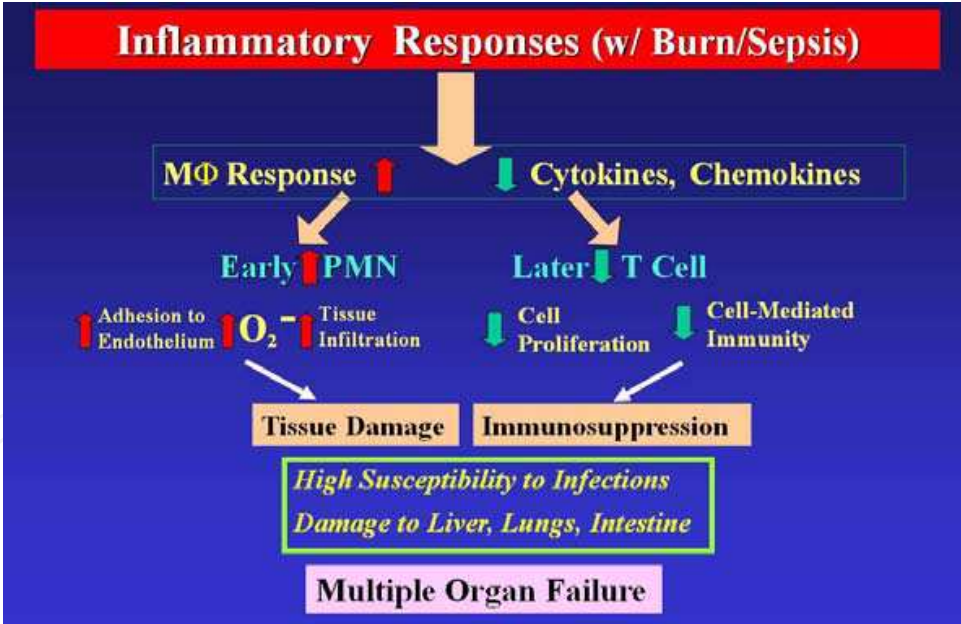 Inflammatory Responses (w/ Burn/Sepsis)
MΦ Response
Cytokines, Chemokines
Early PMN
Later T Cell
Adhesion to
Endothelium
O₂⁻
Tissue
Infiltration
Cell
Proliferation
Cell-Mediated
Immunity
Tissue Damage
Immunosuppression
High Susceptibility to Infections
Damage to Liver, Lungs, Intestine
Multiple Organ Failure